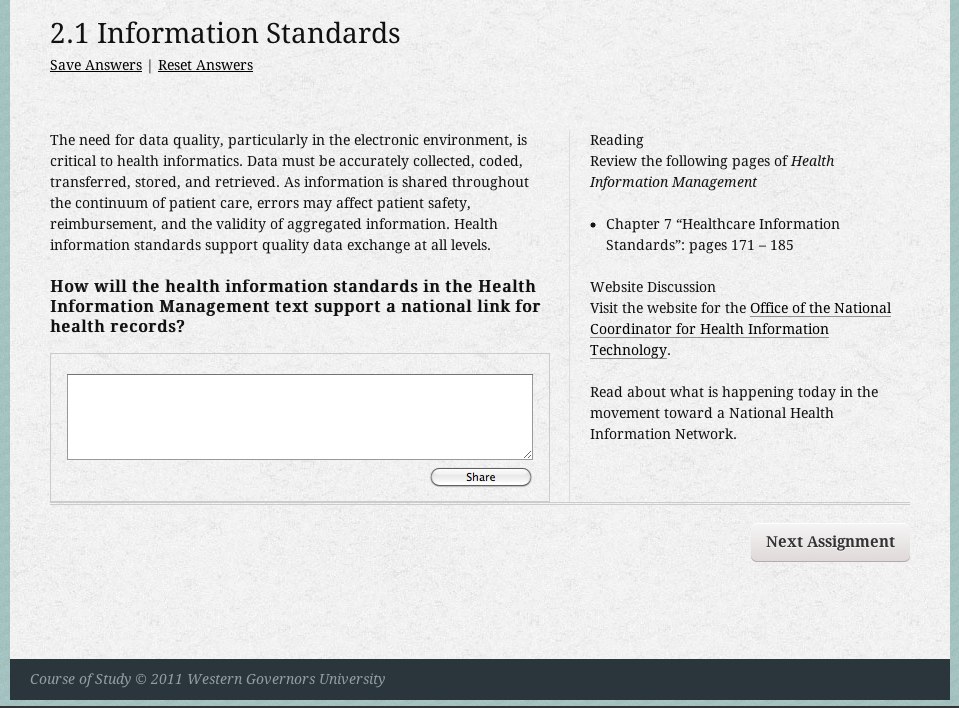 2.1 Information Standards
Save Answers | Reset Answers
The need for data quality, particularly in the electronic environment, is
critical to health informatics. Data must be accurately collected, coded,
transferred, stored, and retrieved. As information is shared throughout
the continuum of patient care, errors may affect patient safety,
reimbursement, and the validity of aggregated information. Health
information standards support quality data exchange at all levels.
How will the health information standards in the Health
Information Management text support a national link for
health records?
Share
Reading
Review the following pages of Health
Information Management
• Chapter 7 “Healthcare Information
Standards”: pages 171 – 185
Website Discussion
Visit the website for the Office of the National
Coordinator for Health Information
Technology.
Read about what is happening today in the
movement toward a National Health
Information Network.
Next Assignment
Course of Study © 2011 Western Governors University